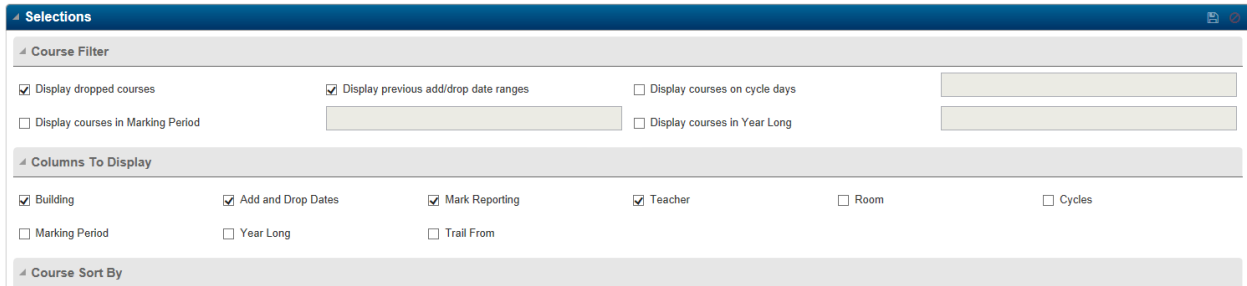 Selections
Course Filter
Display dropped courses Display previous add/drop date ranges Display courses on cycle days
Display courses in Marking Period Display courses in Year Long
Columns To Display
Building Add and Drop Dates Mark Reporting Teacher Room Cycles
Marking Period Year Long Trail From
Course Sort By